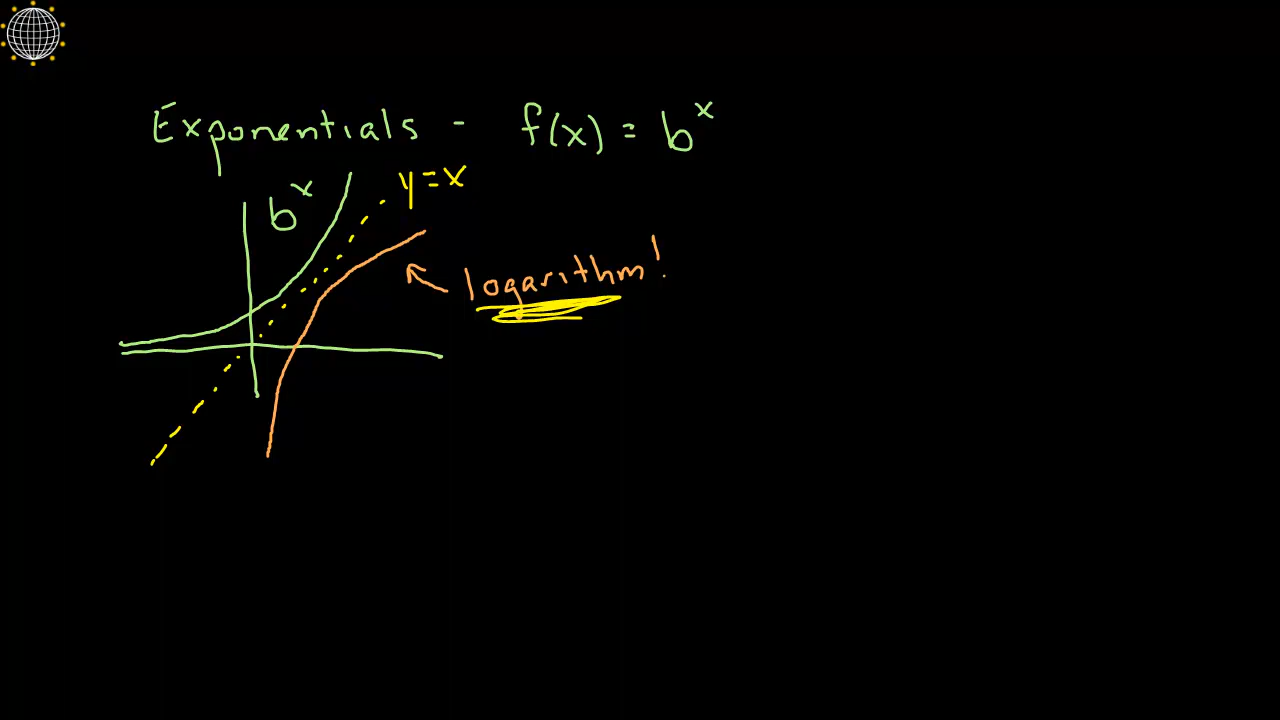 Exponentials - f(x) = b^x
y=x
b^x
logarithm!